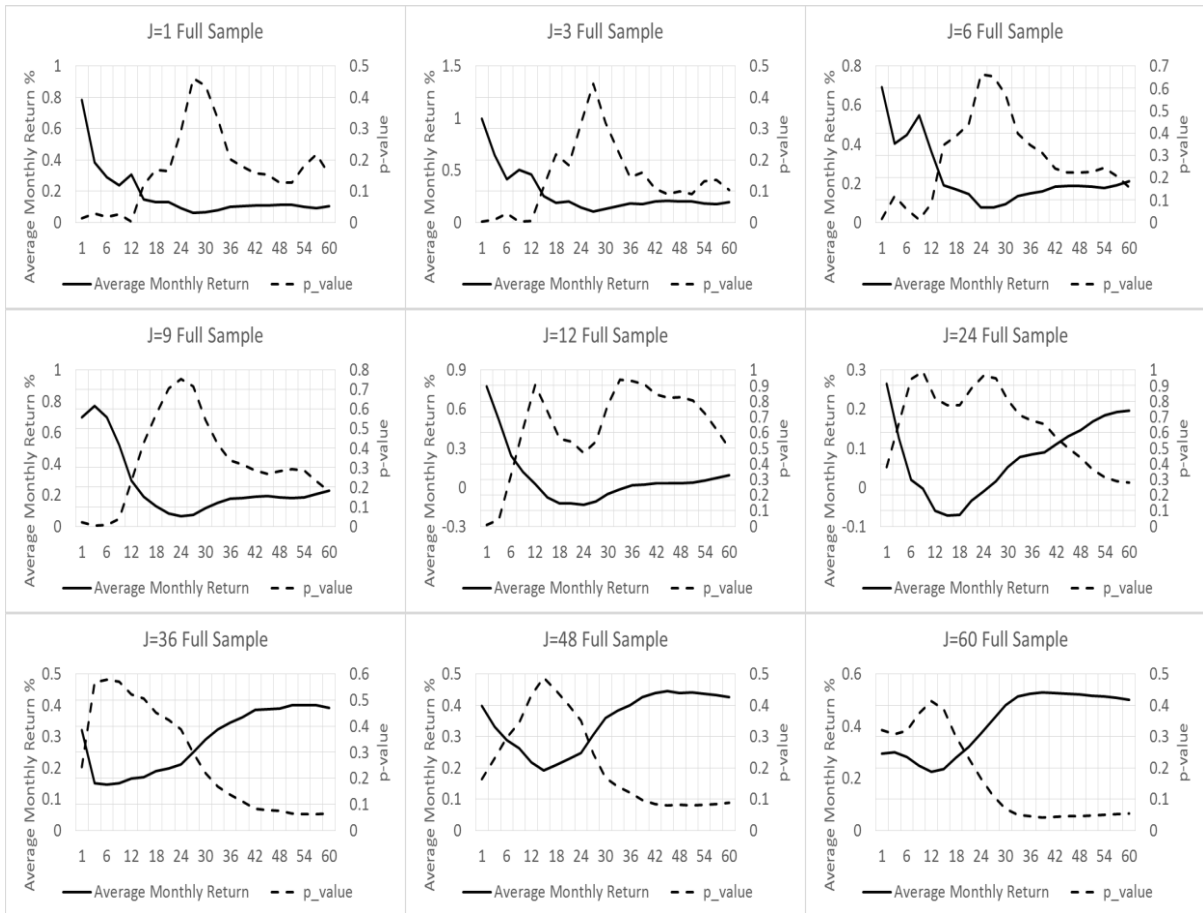 J=1 Full Sample
Average Monthly Return %
1
0.8
0.6
0.4
0.2
0
0.5
0.4
0.3
0.2
0.1
0
p-value
1 6 12 18 24 30 36 42 48 54 60
Average Monthly Return p_value
J=3 Full Sample
Average Monthly Return %
1.5
1
0.5
0
0.5
0.4
0.3
0.2
0.1
0
p-value
1 6 12 18 24 30 36 42 48 54 60
Average Monthly Return p_value
J=6 Full Sample
Average Monthly Return %
0.8
0.6
0.4
0.2
0
0.7
0.6
0.5
0.4
0.3
0.2
0.1
0
p-value
1 6 12 18 24 30 36 42 48 54 60
Average Monthly Return p_value
J=9 Full Sample
Average Monthly Return %
1
0.8
0.6
0.4
0.2
0
0.8
0.7
0.6
0.5
0.4
0.3
0.2
0.1
0
p-value
1 6 12 18 24 30 36 42 48 54 60
Average Monthly Return p_value
J=12 Full Sample
Average Monthly Return %
0.9
0.6
0.3
0
-0.3
1
0.9
0.8
0.7
0.6
0.5
0.4
0.3
0.2
0.1
0
p-value
1 6 12 18 24 30 36 42 48 54 60
Average Monthly Return p_value
J=24 Full Sample
Average Monthly Return %
0.3
0.2
0.1
0
-0.1
1
0.9
0.8
0.7
0.6
0.5
0.4
0.3
0.2
0.1
0
p-value
1 6 12 18 24 30 36 42 48 54 60
Average Monthly Return p_value
J=36 Full Sample
Average Monthly Return %
0.5
0.4
0.3
0.2
0.1
0
0.6
0.5
0.4
0.3
0.2
0.1
0
p-value
1 6 12 18 24 30 36 42 48 54 60
Average Monthly Return p_value
J=48 Full Sample
Average Monthly Return %
0.5
0.4
0.3
0.2
0.1
0
0.5
0.4
0.3
0.2
0.1
0
p-value
1 6 12 18 24 30 36 42 48 54 60
Average Monthly Return p_value
J=60 Full Sample
Average Monthly Return %
0.6
0.4
0.2
0
0.5
0.4
0.3
0.2
0.1
0
p-value
1 6 12 18 24 30 36 42 48 54 60
Average Monthly Return p_value